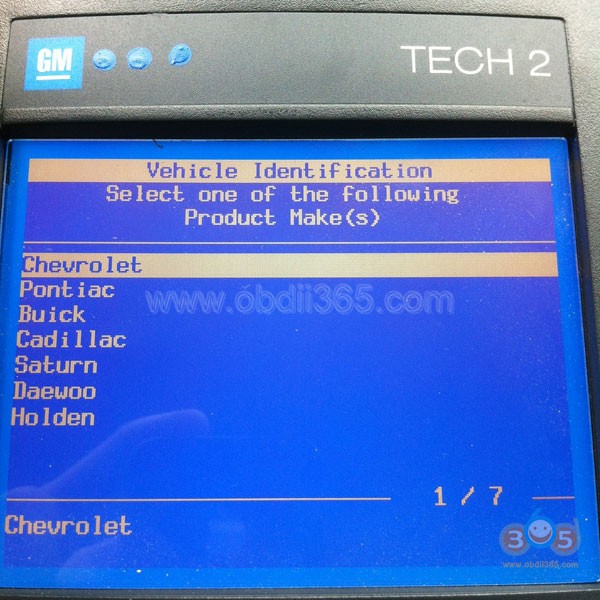 GM
TECH 2
Vehicle Identification
Select one of the following
Product Make(s)
Chevrolet
Pontiac
www.obdii365.com
Buick
Cadillac
Saturn
Daewoo
Holden
1 / 7
Chevrolet
365
www.obdii365.com